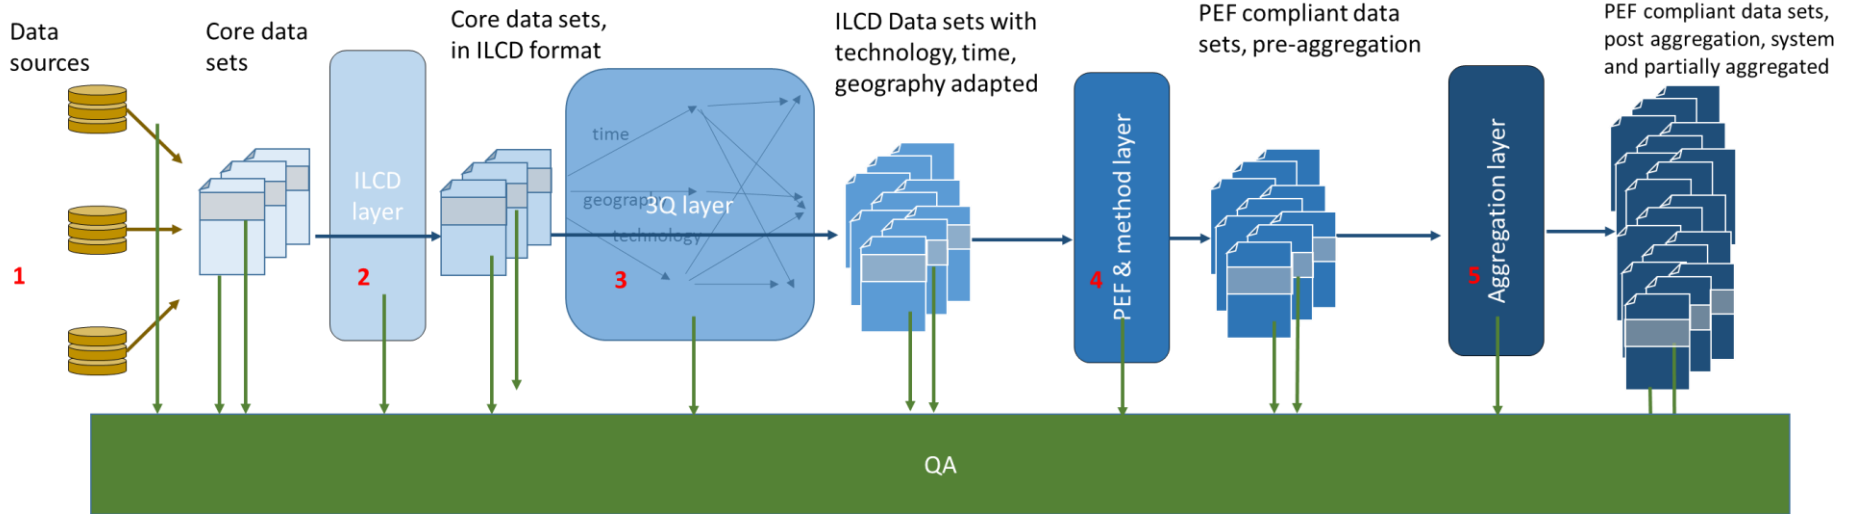 Data
sources
Core data
sets
Core data sets,
in ILCD format
ILCD Data sets with
technology, time,
geography adapted
PEF compliant data
sets, pre-aggregation
PEF compliant data sets,
post aggregation, system
and partially aggregated
1
ILCD
layer
2
time
geography
3Q layer
technology
3
PEF & method layer
4
Aggregation layer
5
QA